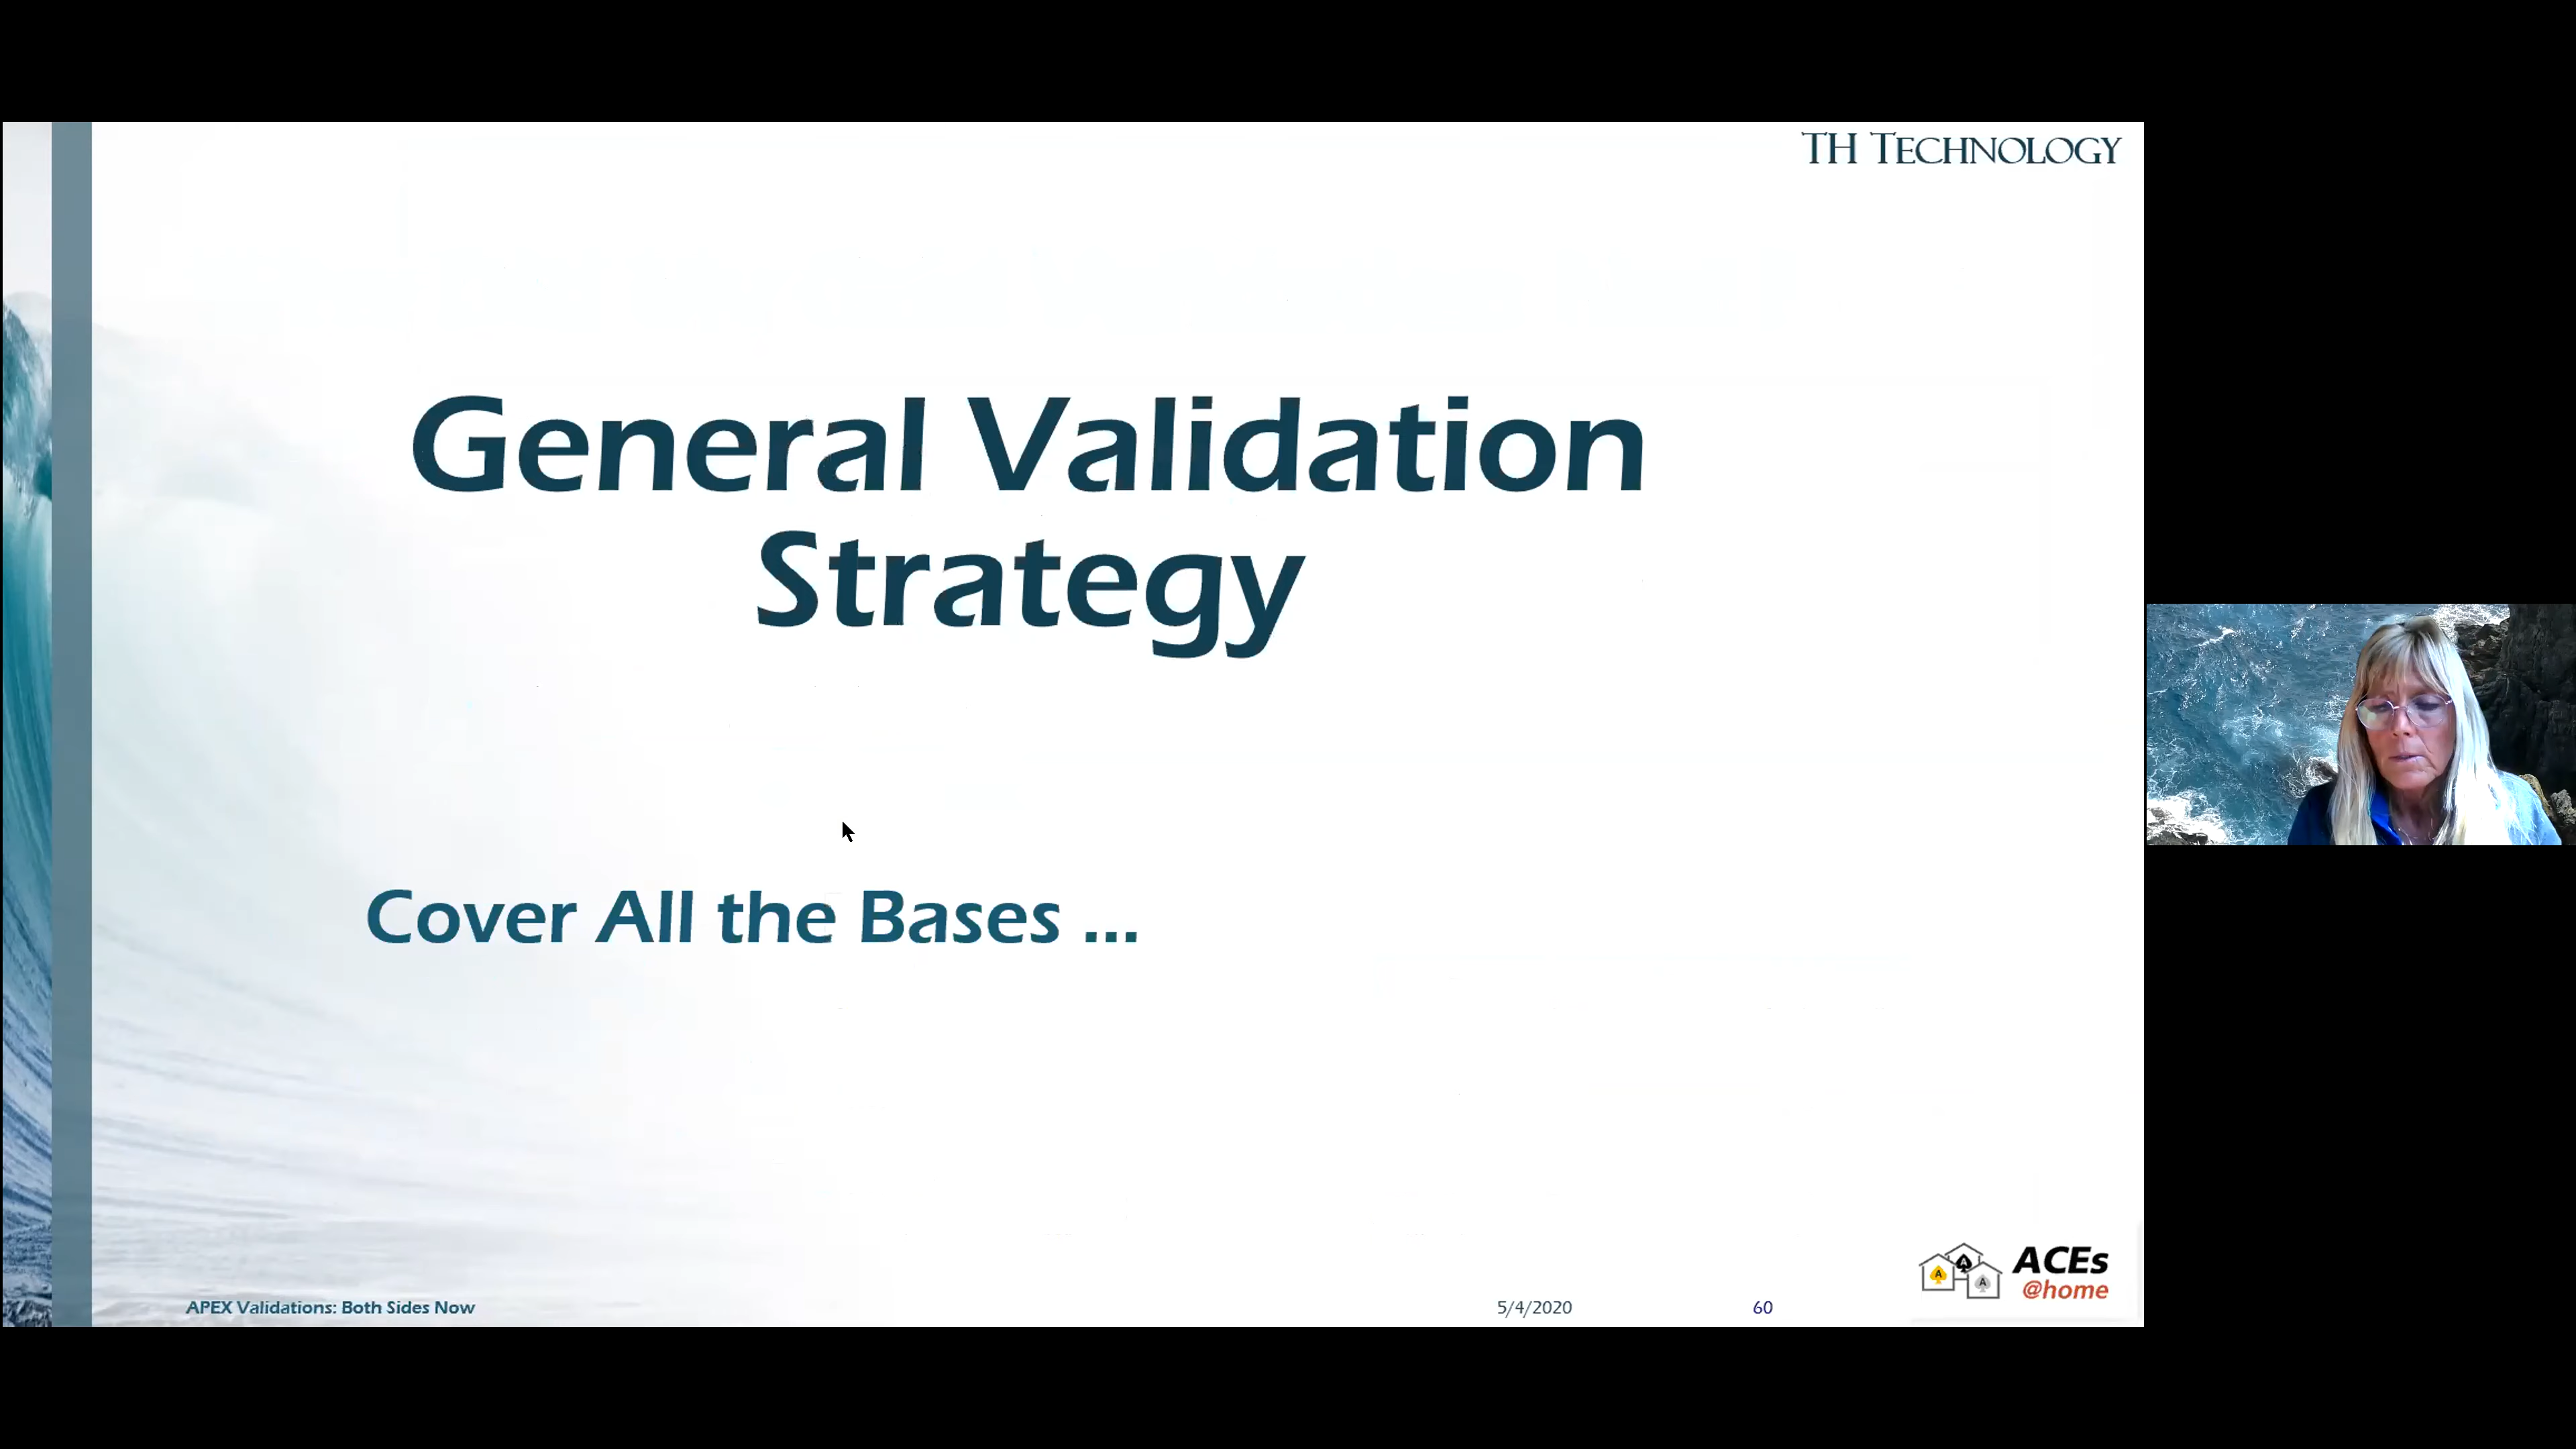 TH TECHNOLOGY
General Validation
Strategy
Cover All the Bases ...
ACEs
@home
APEX Validations: Both Sides Now
5/4/2020
60